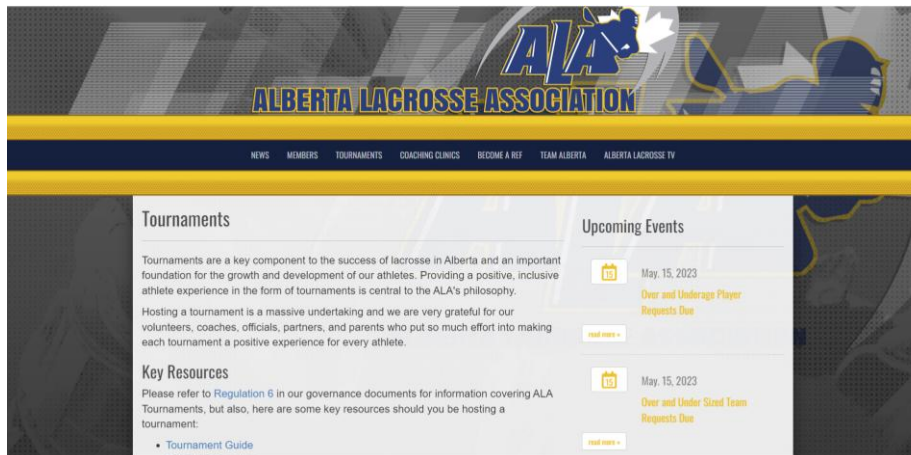 ALA
ALBERTA LACROSSE ASSOCIATION
NEWS MEMBERS TOURNAMENTS COACHING CLINICS BECOME A REF TEAM ALBERTA ALBERTA LACROSSE TV
Tournaments
Tournaments are a key component to the success of lacrosse in Alberta and an important
foundation for the growth and development of our athletes. Providing a positive, inclusive
athlete experience in the form of tournaments is central to the ALA's philosophy.
Hosting a tournament is a massive undertaking and we are very grateful for our
volunteers, coaches, officials, partners, and parents who put so much effort into making
each tournament a positive experience for every athlete.
Key Resources
Please refer to Regulation 6 in our governance documents for information covering ALA
Tournaments, but also, here are some key resources should you be hosting a
tournament:
• Tournament Guide
Upcoming Events
15
May. 15, 2023
Over and Underage Player
Requests Due
read more »
15
May. 15, 2023
Over and Under Sized Team
Requests Due
read more »